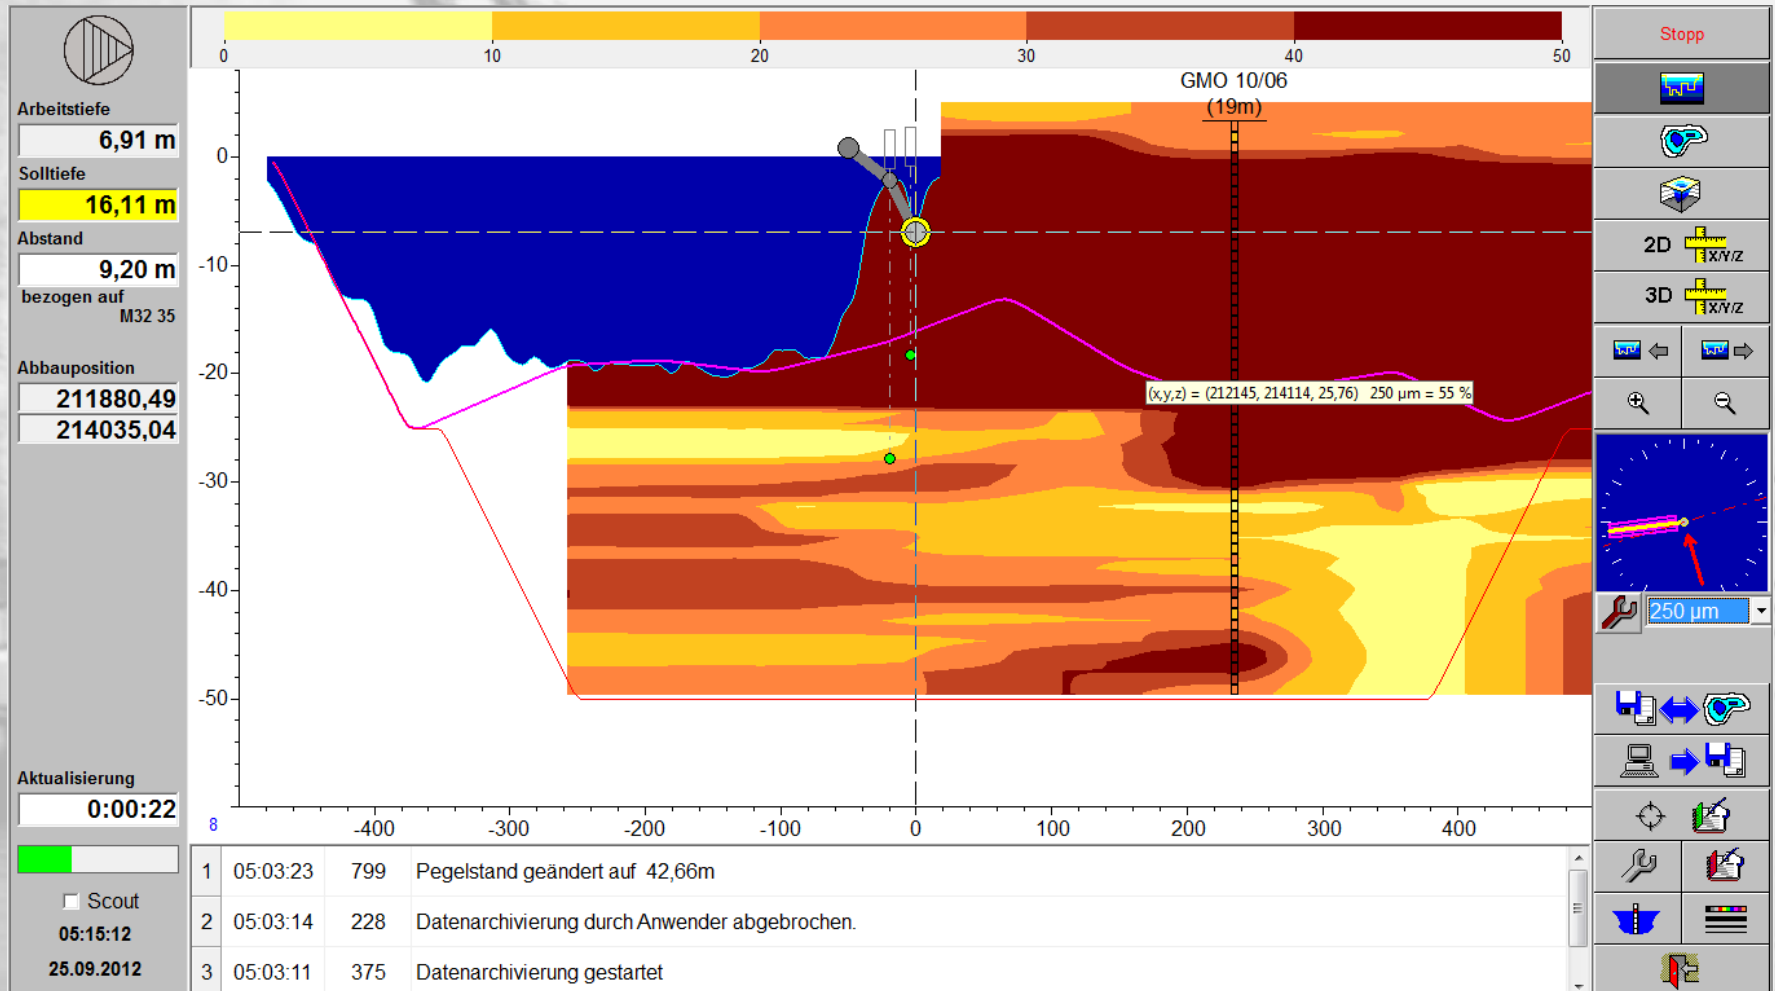 Arbeitstiefe
6,91 m
Solltiefe
16,11 m
Abstand
9,20 m
bezogen auf
M32 35
Abbauposition
211880,49
214035,04
Aktualisierung
0:00:22
Scout
05:15:12
25.09.2012
0 10 20 30 40 50
GMO 10/06
(19m)
0
-10
-20
-30
-40
-50
(x,y,z) = (212145, 214114, 25,76) 250 µm = 55 %
8 -400 -300 -200 -100 0 100 200 300 400
1 05:03:23 799 Pegelstand geändert auf 42,66m
2 05:03:14 228 Datenarchivierung durch Anwender abgebrochen.
3 05:03:11 375 Datenarchivierung gestartet
Stopp
2D X/Y/Z
3D X/Y/Z
250 µm